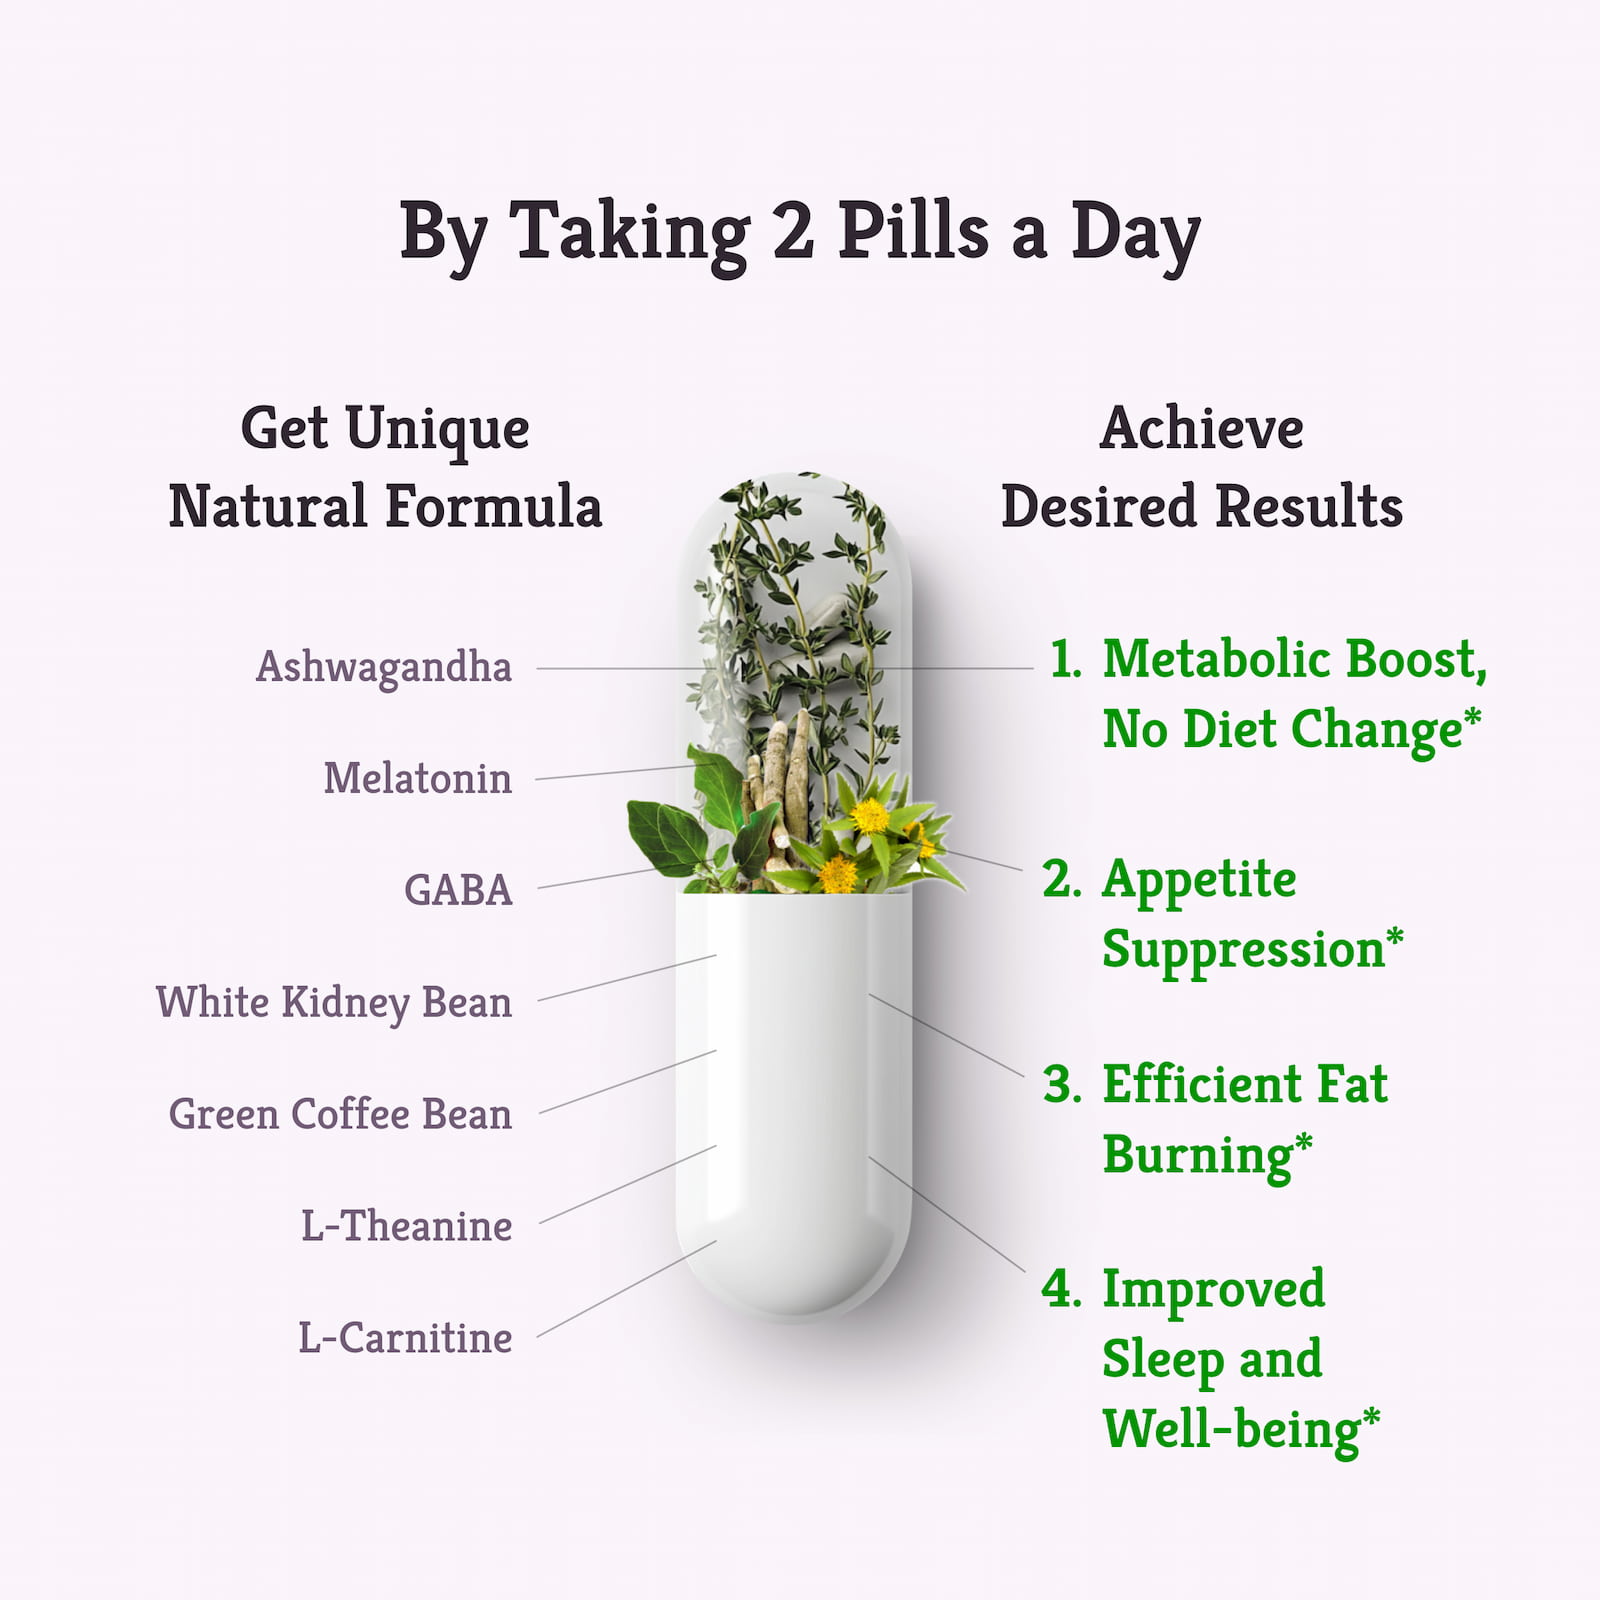 By Taking 2 Pills a Day
Get Unique
Natural Formula
Ashwagandha
Melatonin
GABA
White Kidney Bean
Green Coffee Bean
L-Theanine
L-Carnitine
Achieve
Desired Results
1. Metabolic Boost,
No Diet Change*
2. Appetite
Suppression*
3. Efficient Fat
Burning*
4. Improved
Sleep and
Well-being*